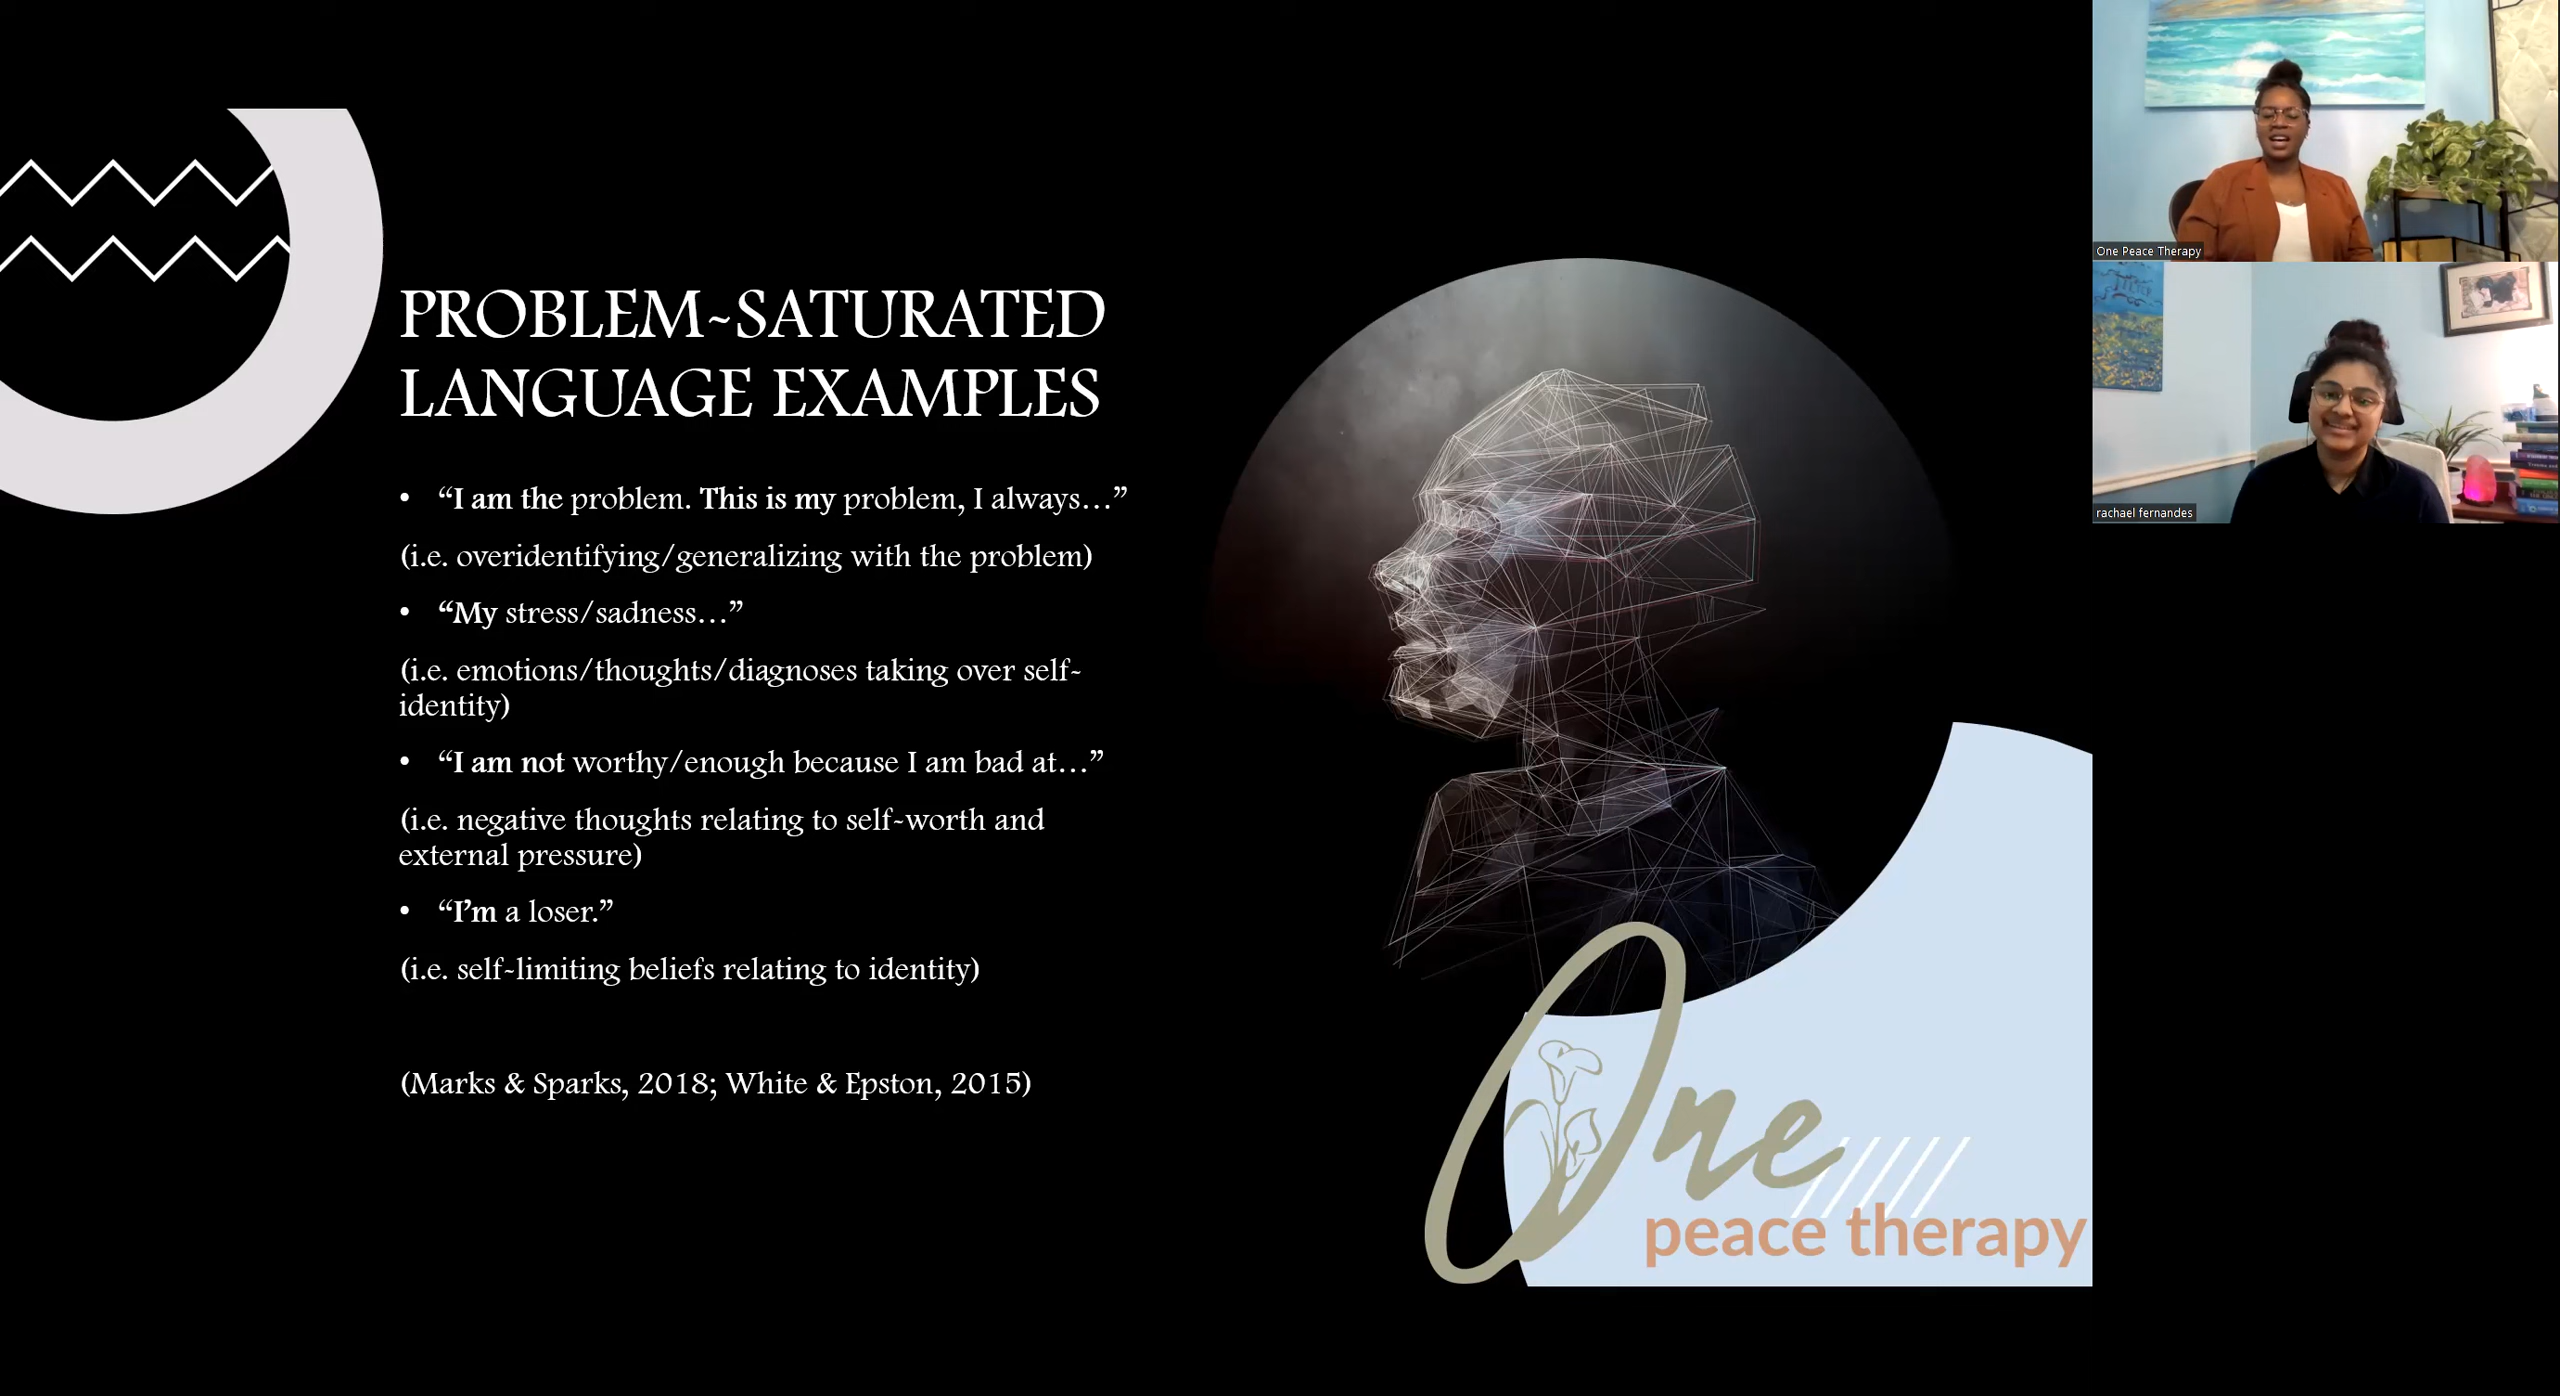 PROBLEM-SATURATED
LANGUAGE EXAMPLES
• “I am the problem. This is my problem, I always…”
(i.e. overidentifying/generalizing with the problem)
• “My stress/sadness…”
(i.e. emotions/thoughts/diagnoses taking over self-
identity)
• “I am not worthy/enough because I am bad at…”
(i.e. negative thoughts relating to self-worth and
external pressure)
• “I’m a loser.”
(i.e. self-limiting beliefs relating to identity)
(Marks & Sparks, 2018; White & Epston, 2015)
One
peace therapy
One Peace Therapy
rachael fernandes